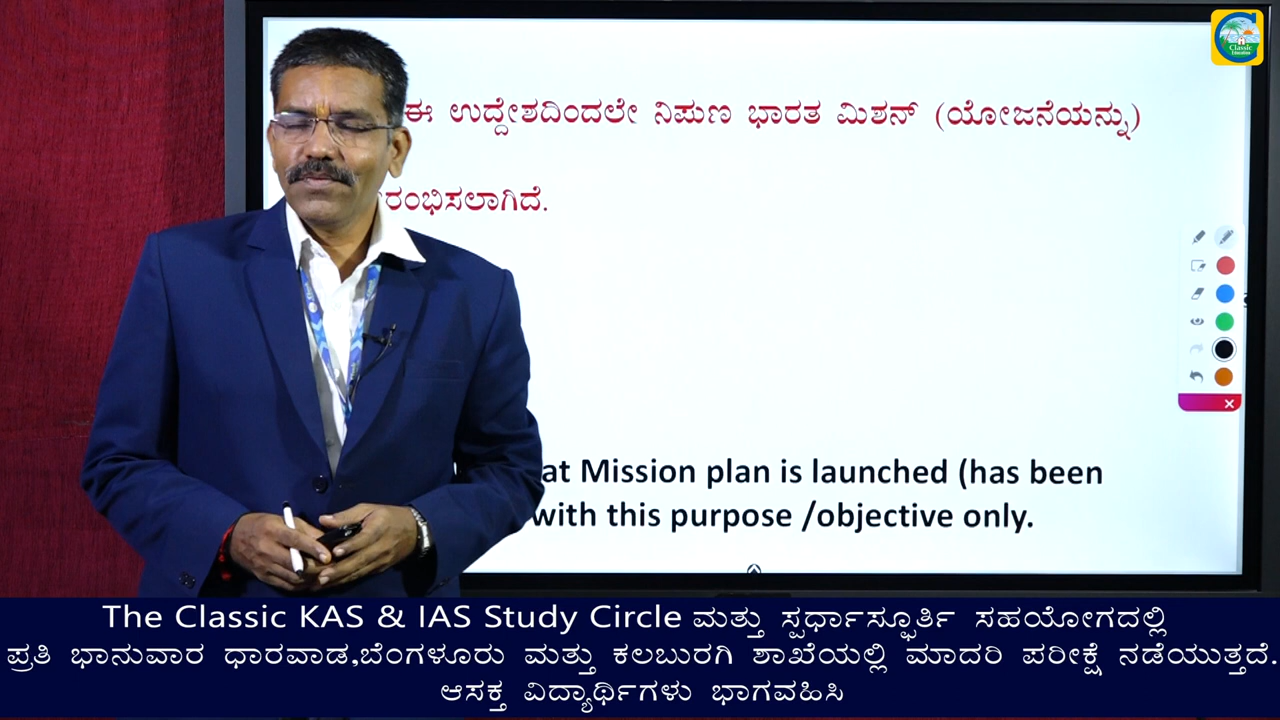 Classic
Education
ಈ ಉದ್ದೇಶದಿಂದಲೇ ನಿಪುಣ ಭಾರತ ಮಿಶನ್ (ಯೋಜನೆಯನ್ನು)
ರಂಭಿಸಲಾಗಿದೆ.
at Mission plan is launched (has been
with this purpose /objective only.
The Classic KAS & IAS Study Circle ಮತ್ತು ಸ್ಪರ್ಧಾಸ್ಫೂರ್ತಿ ಸಹಯೋಗದಲ್ಲಿ
ಪ್ರತಿ ಭಾನುವಾರ ಧಾರವಾಡ,ಬೆಂಗಳೂರು ಮತ್ತು ಕಲಬುರಗಿ ಶಾಖೆಯಲ್ಲಿ ಮಾದರಿ ಪರೀಕ್ಷೆ ನಡೆಯುತ್ತದೆ.
ಆಸಕ್ತ ವಿದ್ಯಾರ್ಥಿಗಳು ಭಾಗವಹಿಸಿ